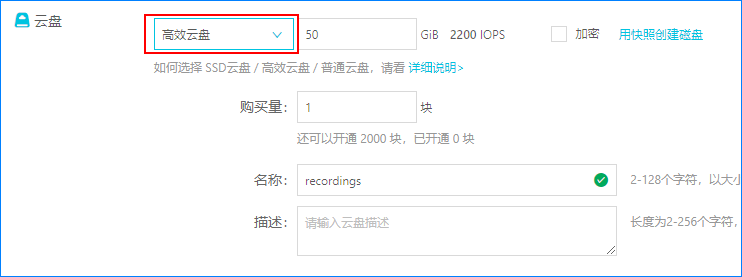 云盘
高效云盘 50 GiB 2200 IOPS 加密 用快照创建磁盘
如何选择 SSD云盘 / 高效云盘 / 普通云盘，请看 详细说明>
购买量： 1 块
还可以开通 2000 块，已开通 0 块
名称： recordings 2-128个字符，以大小
描述： 请输入云盘描述 长度为2-256个字符，